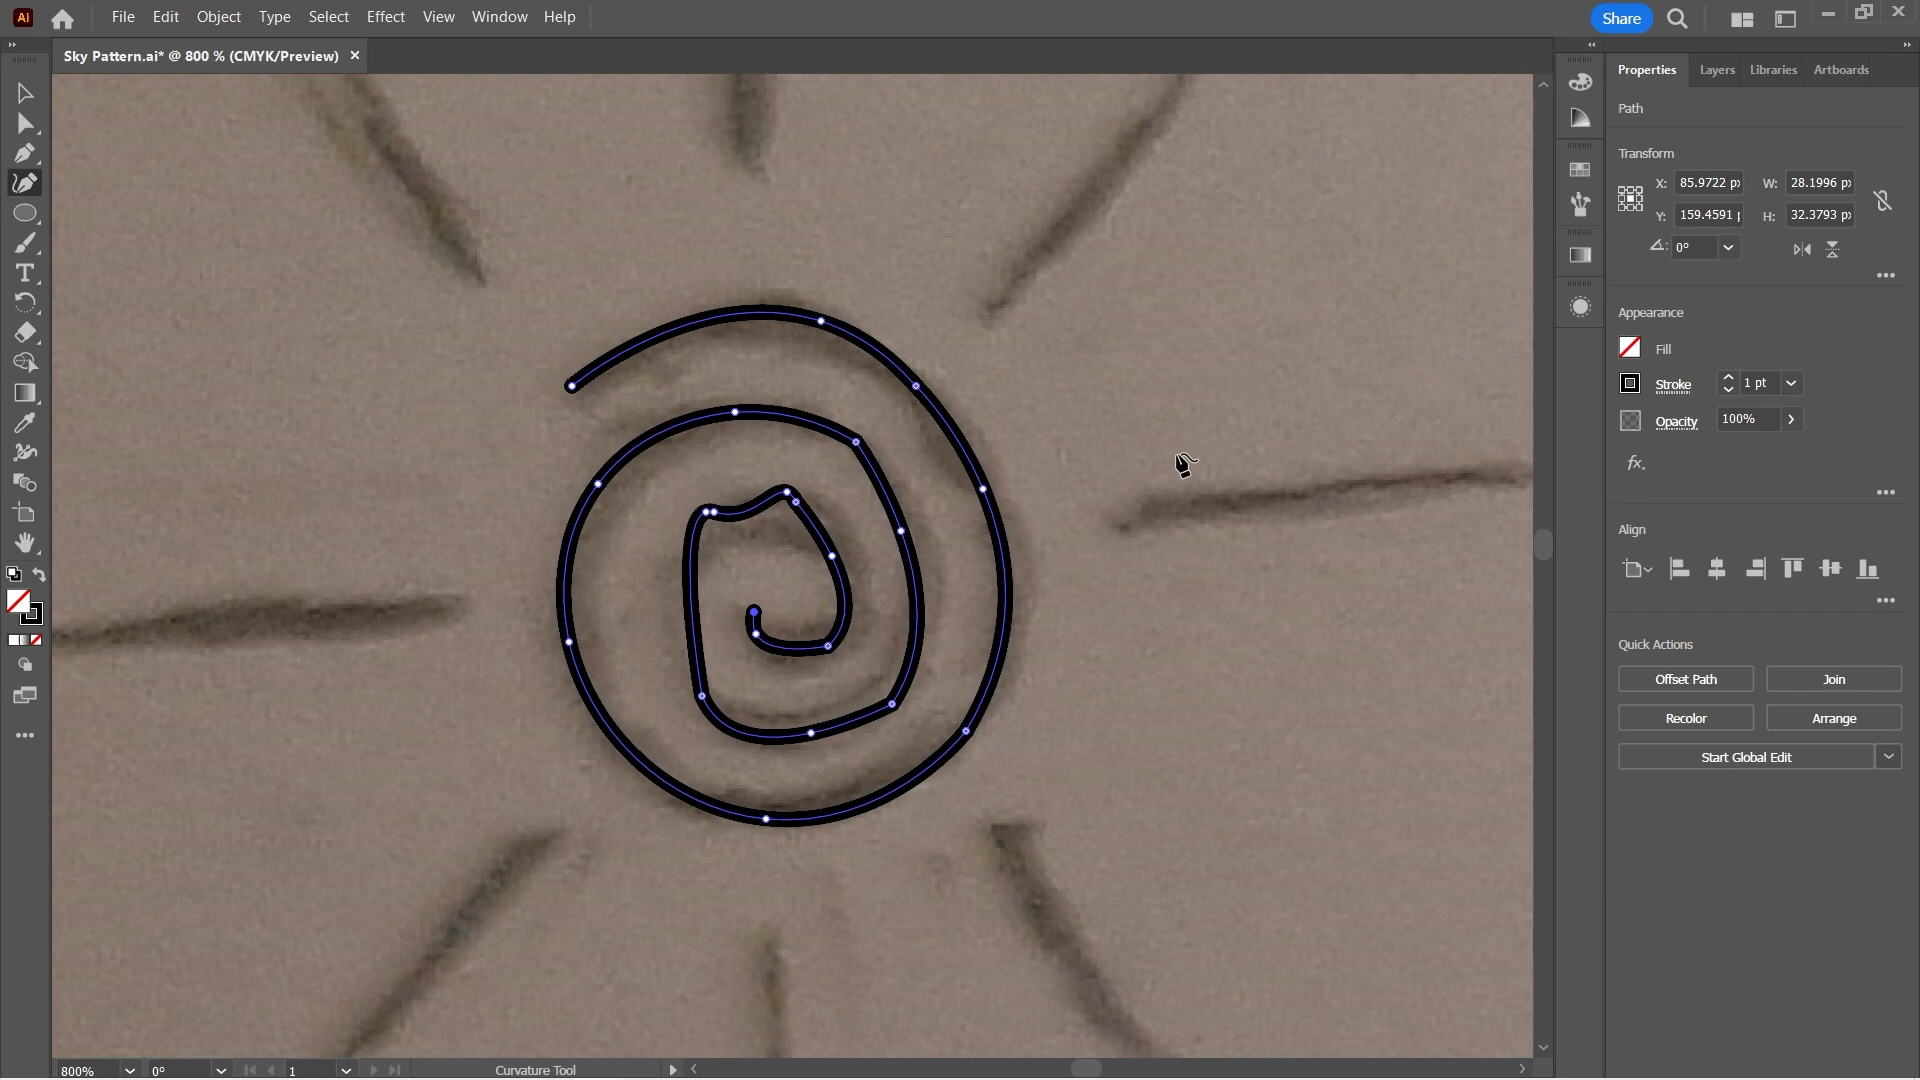 Ai File Edit Object Type Select Effect View Window Help Share
Sky Pattern.ai* @ 800 % (CMYK/Preview)
Properties Layers Libraries Artboards
Path
Transform
X: 85.9722 p W: 28.1996 p
Y: 159.4591 H: 32.3793 p
0°
Appearance
Fill
Stroke 1 pt
Opacity 100%
fx.
Align
Quick Actions
Offset Path Join
Recolor Arrange
Start Global Edit
800% 0° 1 Curvature Tool